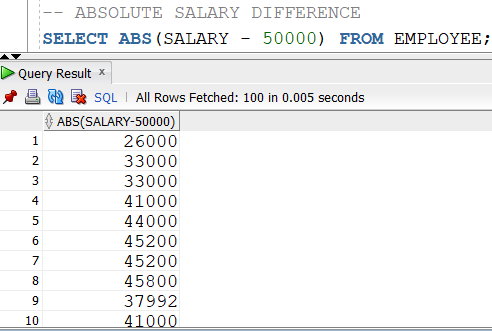 -- ABSOLUTE SALARY DIFFERENCE
SELECT ABS(SALARY - 50000) FROM EMPLOYEE;
Query Result x
SQL | All Rows Fetched: 100 in 0.005 seconds
ABS(SALARY-50000)
1 26000
2 33000
3 33000
4 41000
5 44000
6 45200
7 45200
8 45800
9 37992
10 41000